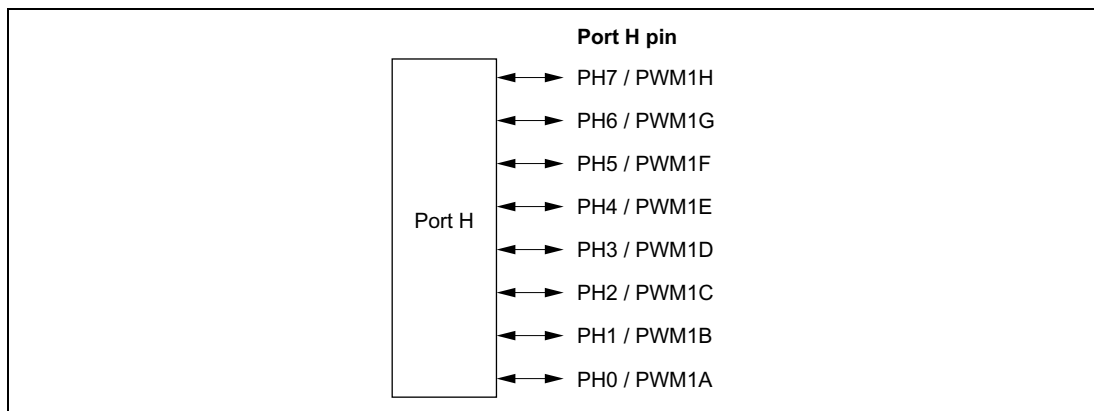 Port H pin
PH7 / PWM1H
PH6 / PWM1G
PH5 / PWM1F
PH4 / PWM1E
Port H
PH3 / PWM1D
PH2 / PWM1C
PH1 / PWM1B
PH0 / PWM1A